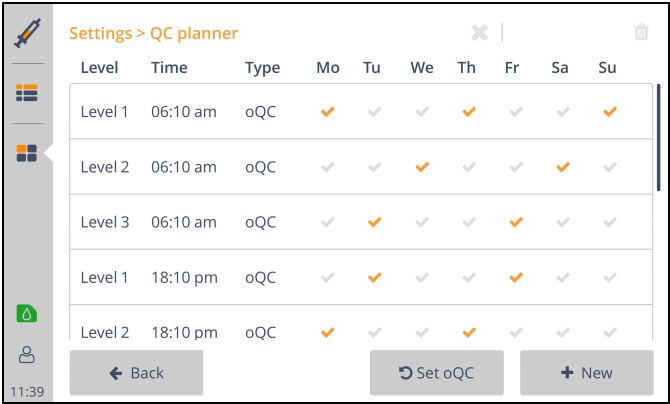 Settings > QC planner
Level Time Type Mo Tu We Th Fr Sa Su
Level 1 06:10 am oQC
Level 2 06:10 am oQC
Level 3 06:10 am oQC
Level 1 18:10 pm oQC
Level 2 18:10 pm oQC
Back Set oQC New
11:39